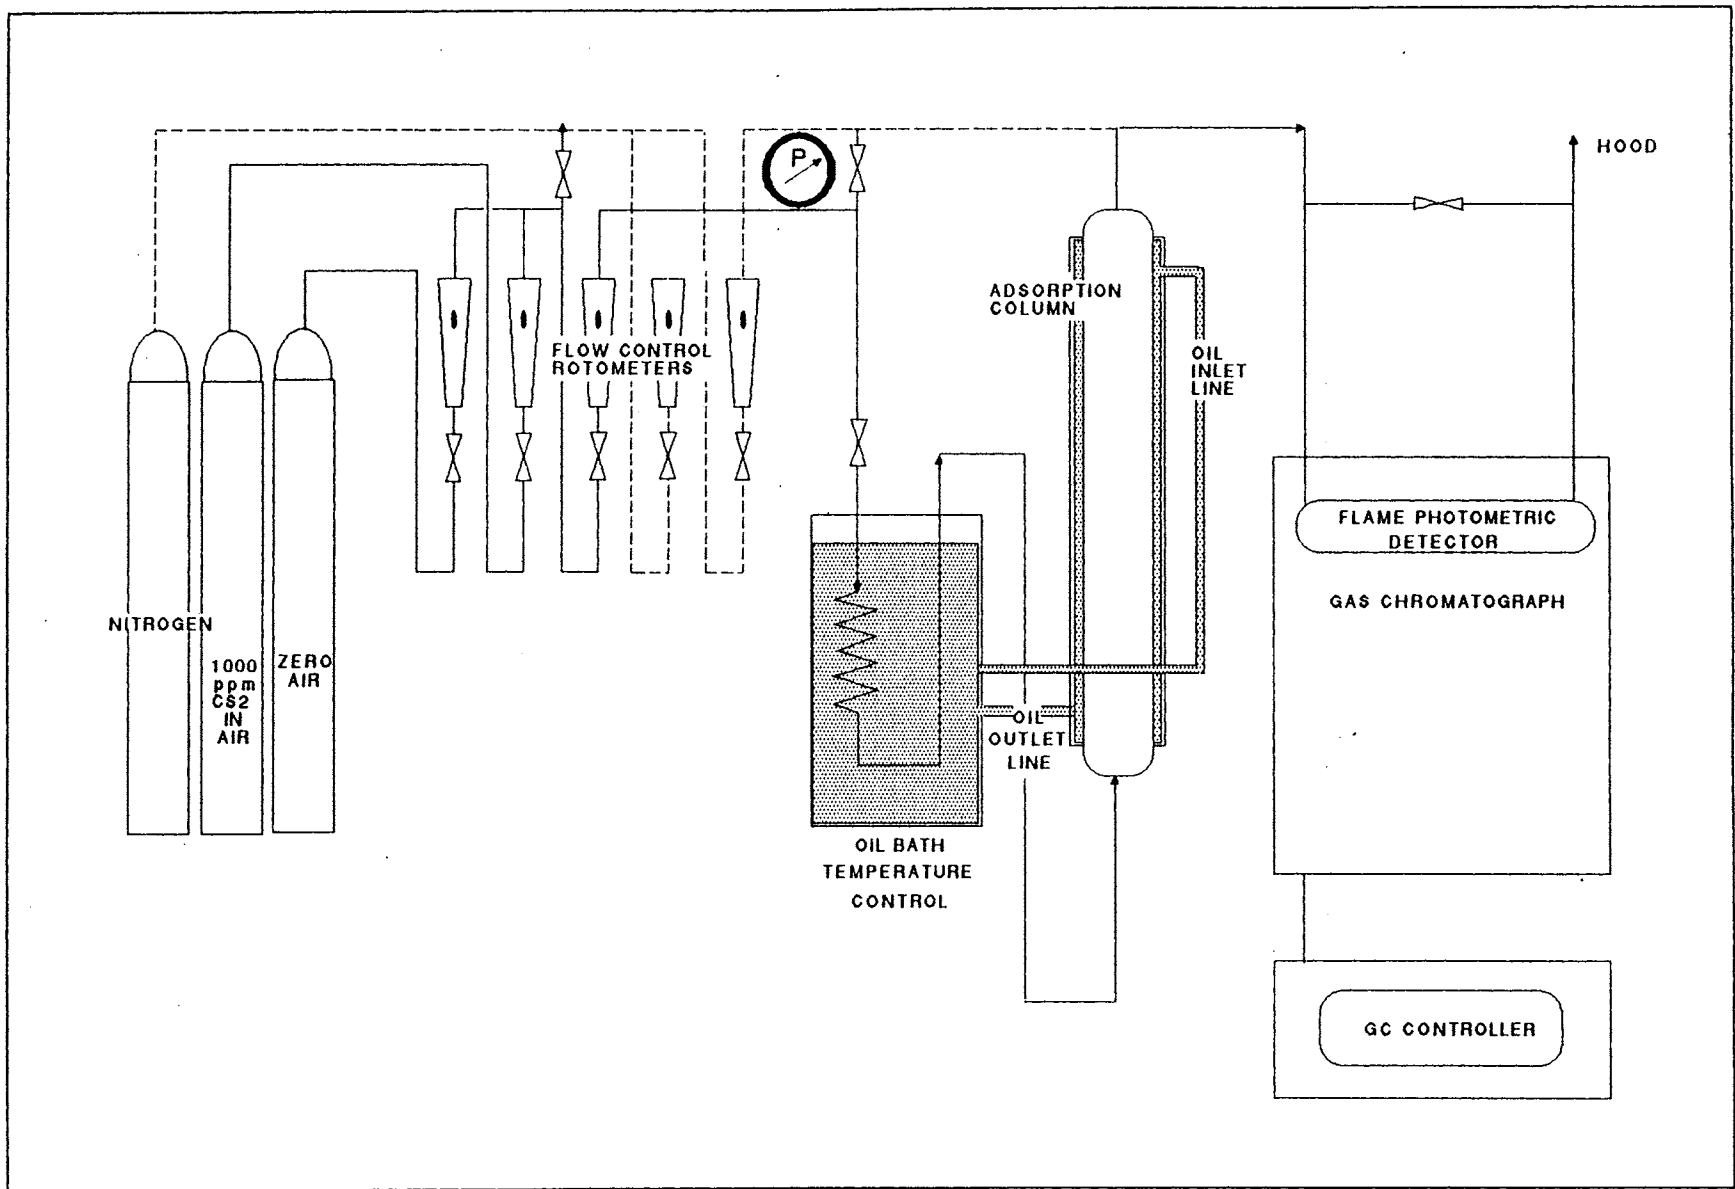 P
HOOD
ADSORPTION
COLUMN
FLOW CONTROL
ROTOMETERS
OIL
INLET
LINE
FLAME PHOTOMETRIC
DETECTOR
GAS CHROMATOGRAPH
NITROGEN
1000
ppm
CS2
IN
AIR
ZERO
AIR
OIL
OUTLET
LINE
OIL BATH
TEMPERATURE
CONTROL
GC CONTROLLER